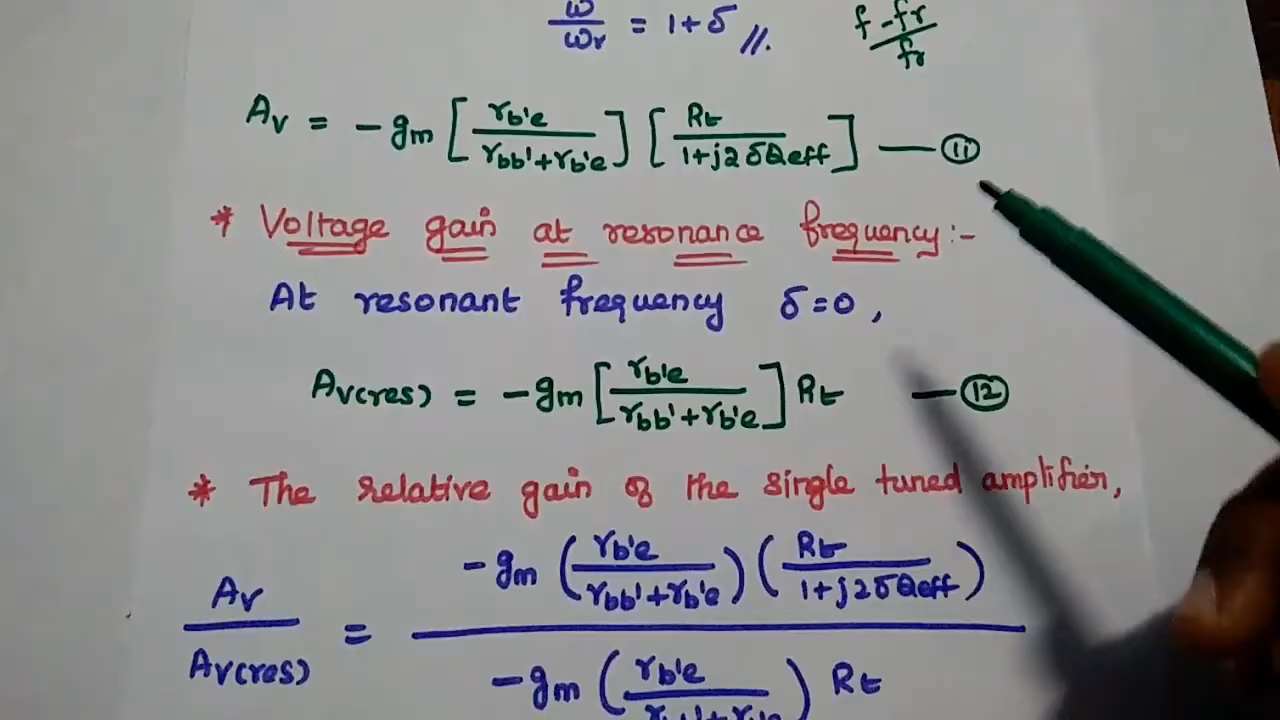 ω/ωr = 1+δ //. f-fr/fr
Av = -gm [rb'e/rbb'+rb'e] [Rt/1+j2δQeff] — ⑪
* Voltage gain at resonance frequency:-
At resonant frequency δ=0,
Av(res) = -gm [rb'e/rbb'+rb'e] Rt — ⑫
* The relative gain of the single tuned amplifier,
Av/Av(res) = -gm (rb'e/rbb'+rb'e) (Rt/1+j2δQeff)
-gm (rb'e/rbb'+rb'e) Rt